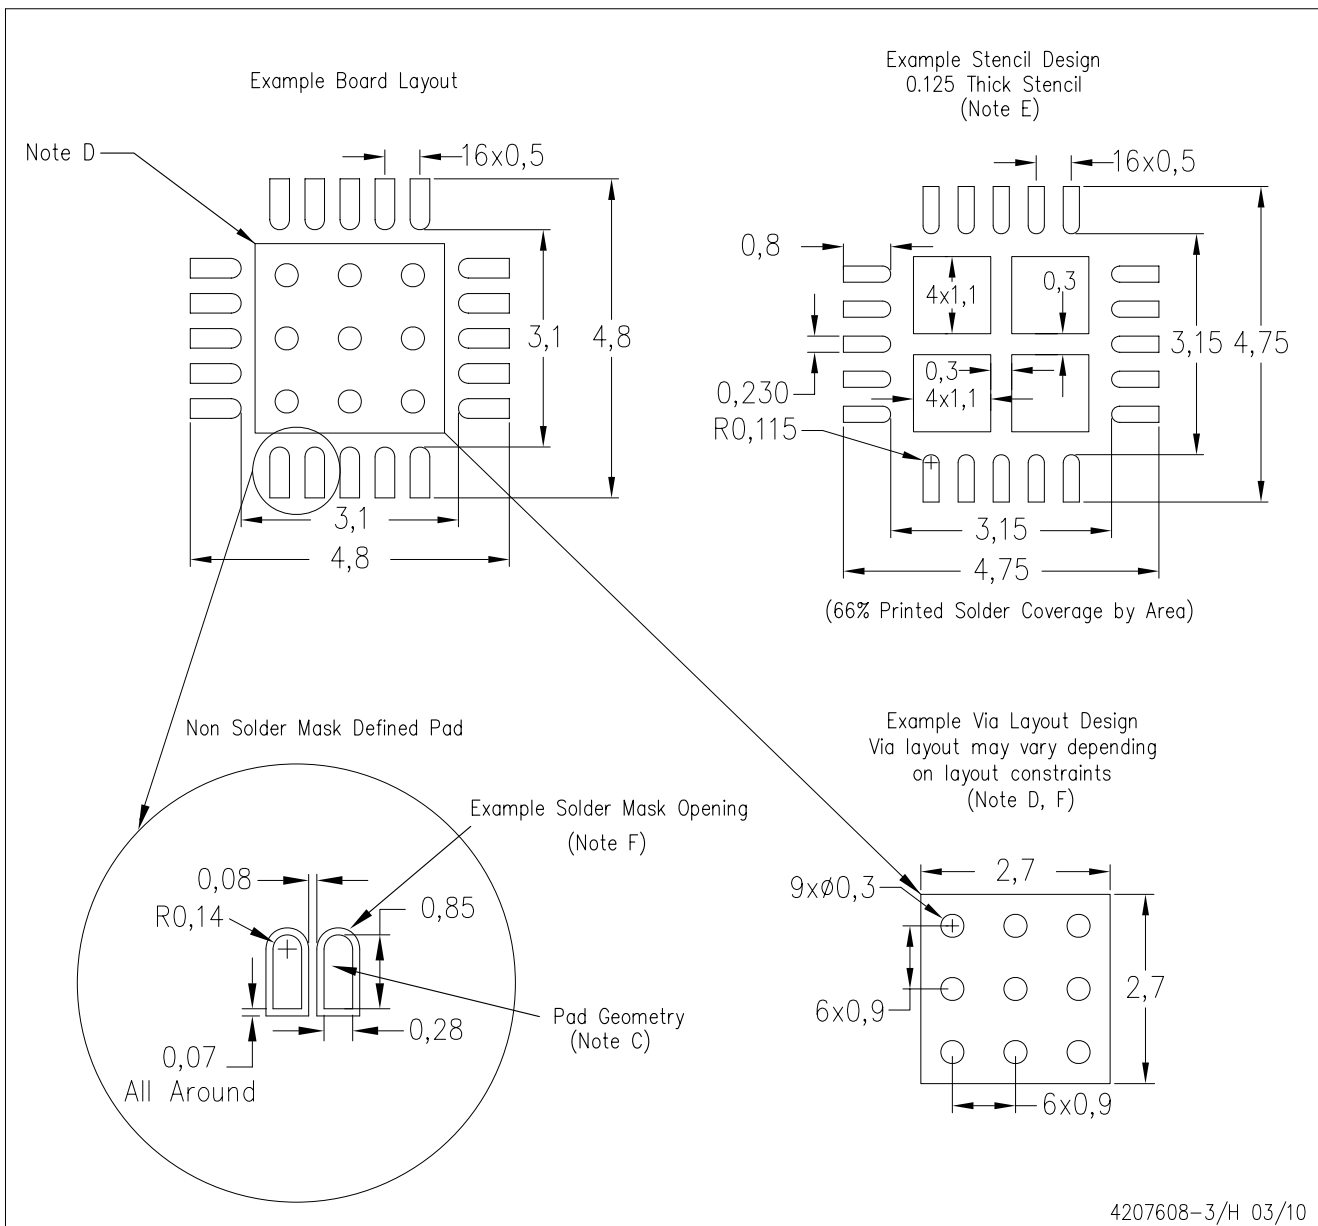 Example Board Layout
Note D
16x0,5
3,1
4,8
3,1
4,8
Example Stencil Design
0.125 Thick Stencil
(Note E)
16x0,5
0,8
4x1,1
0,3
3,15
4,75
0,3
4x1,1
0,230
R0,115
3,15
4,75
(66% Printed Solder Coverage by Area)
Non Solder Mask Defined Pad
Example Solder Mask Opening
(Note F)
0,08
R0,14
0,85
Pad Geometry
(Note C)
0,28
0,07
All Around
Example Via Layout Design
Via layout may vary depending
on layout constraints
(Note D, F)
2,7
9xø0,3
6x0,9
2,7
6x0,9
4207608-3/H 03/10